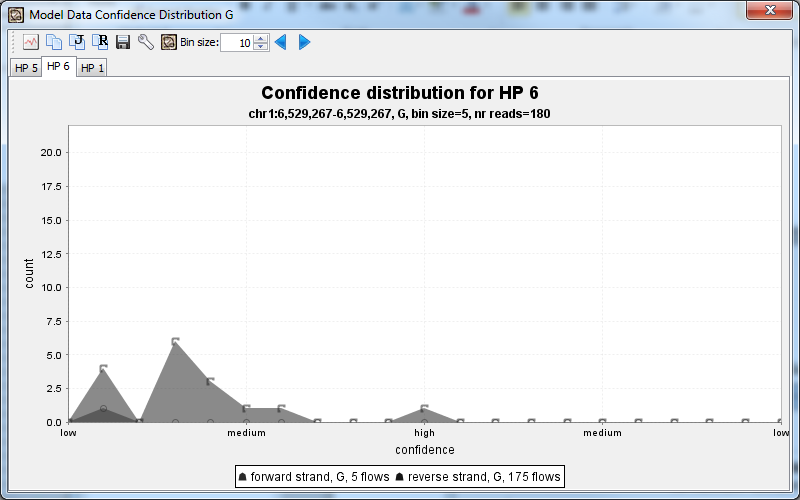 Model Data Confidence Distribution G
J R Bin size: 10
HP 5 HP 6 HP 1
Confidence distribution for HP 6
chr1:6,529,267-6,529,267, G, bin size=5, nr reads=180
20.0
17.5
15.0
12.5
10.0
7.5
5.0
2.5
0.0
count
low medium high medium low
confidence
forward strand, G, 5 flows reverse strand, G, 175 flows